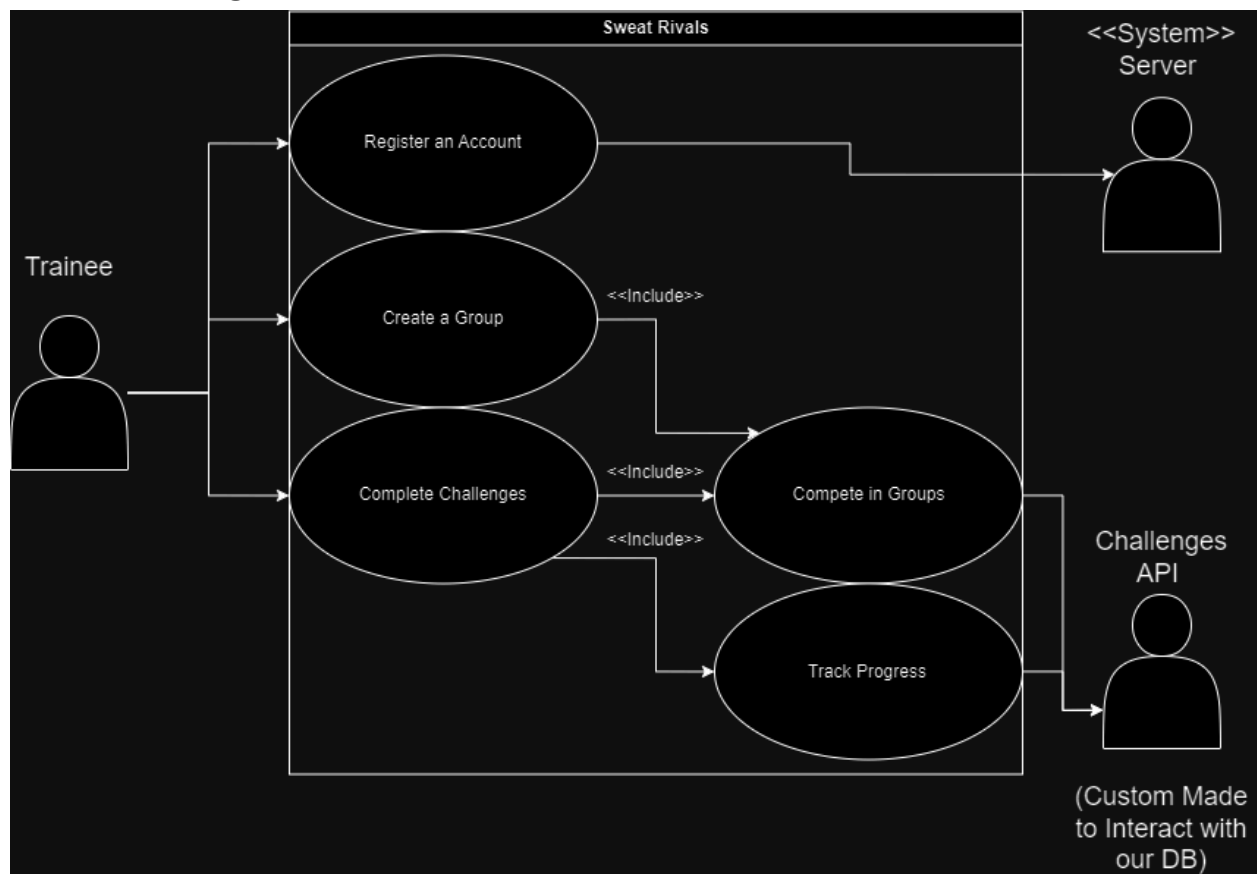 Sweat Rivals
<<System>>
Server
Register an Account
Trainee
Create a Group
<<Include>>
Complete Challenges
<<Include>>
Compete in Groups
<<Include>>
Challenges
API
Track Progress
(Custom Made
to Interact with
our DB)